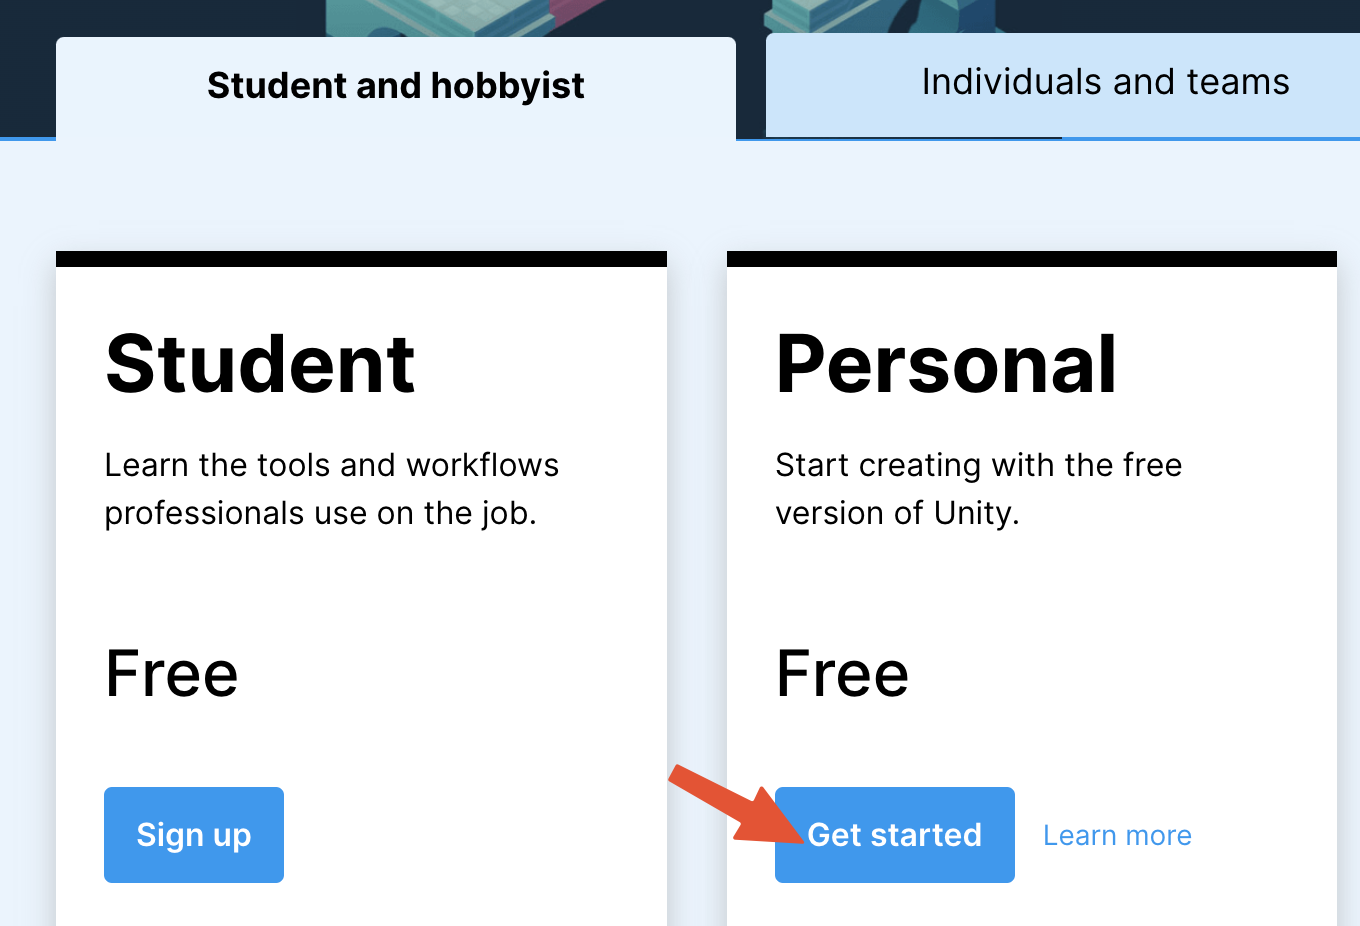 Student and hobbyist
Individuals and teams
Student
Learn the tools and workflows
professionals use on the job.
Free
Sign up
Personal
Start creating with the free
version of Unity.
Free
Get started
Learn more